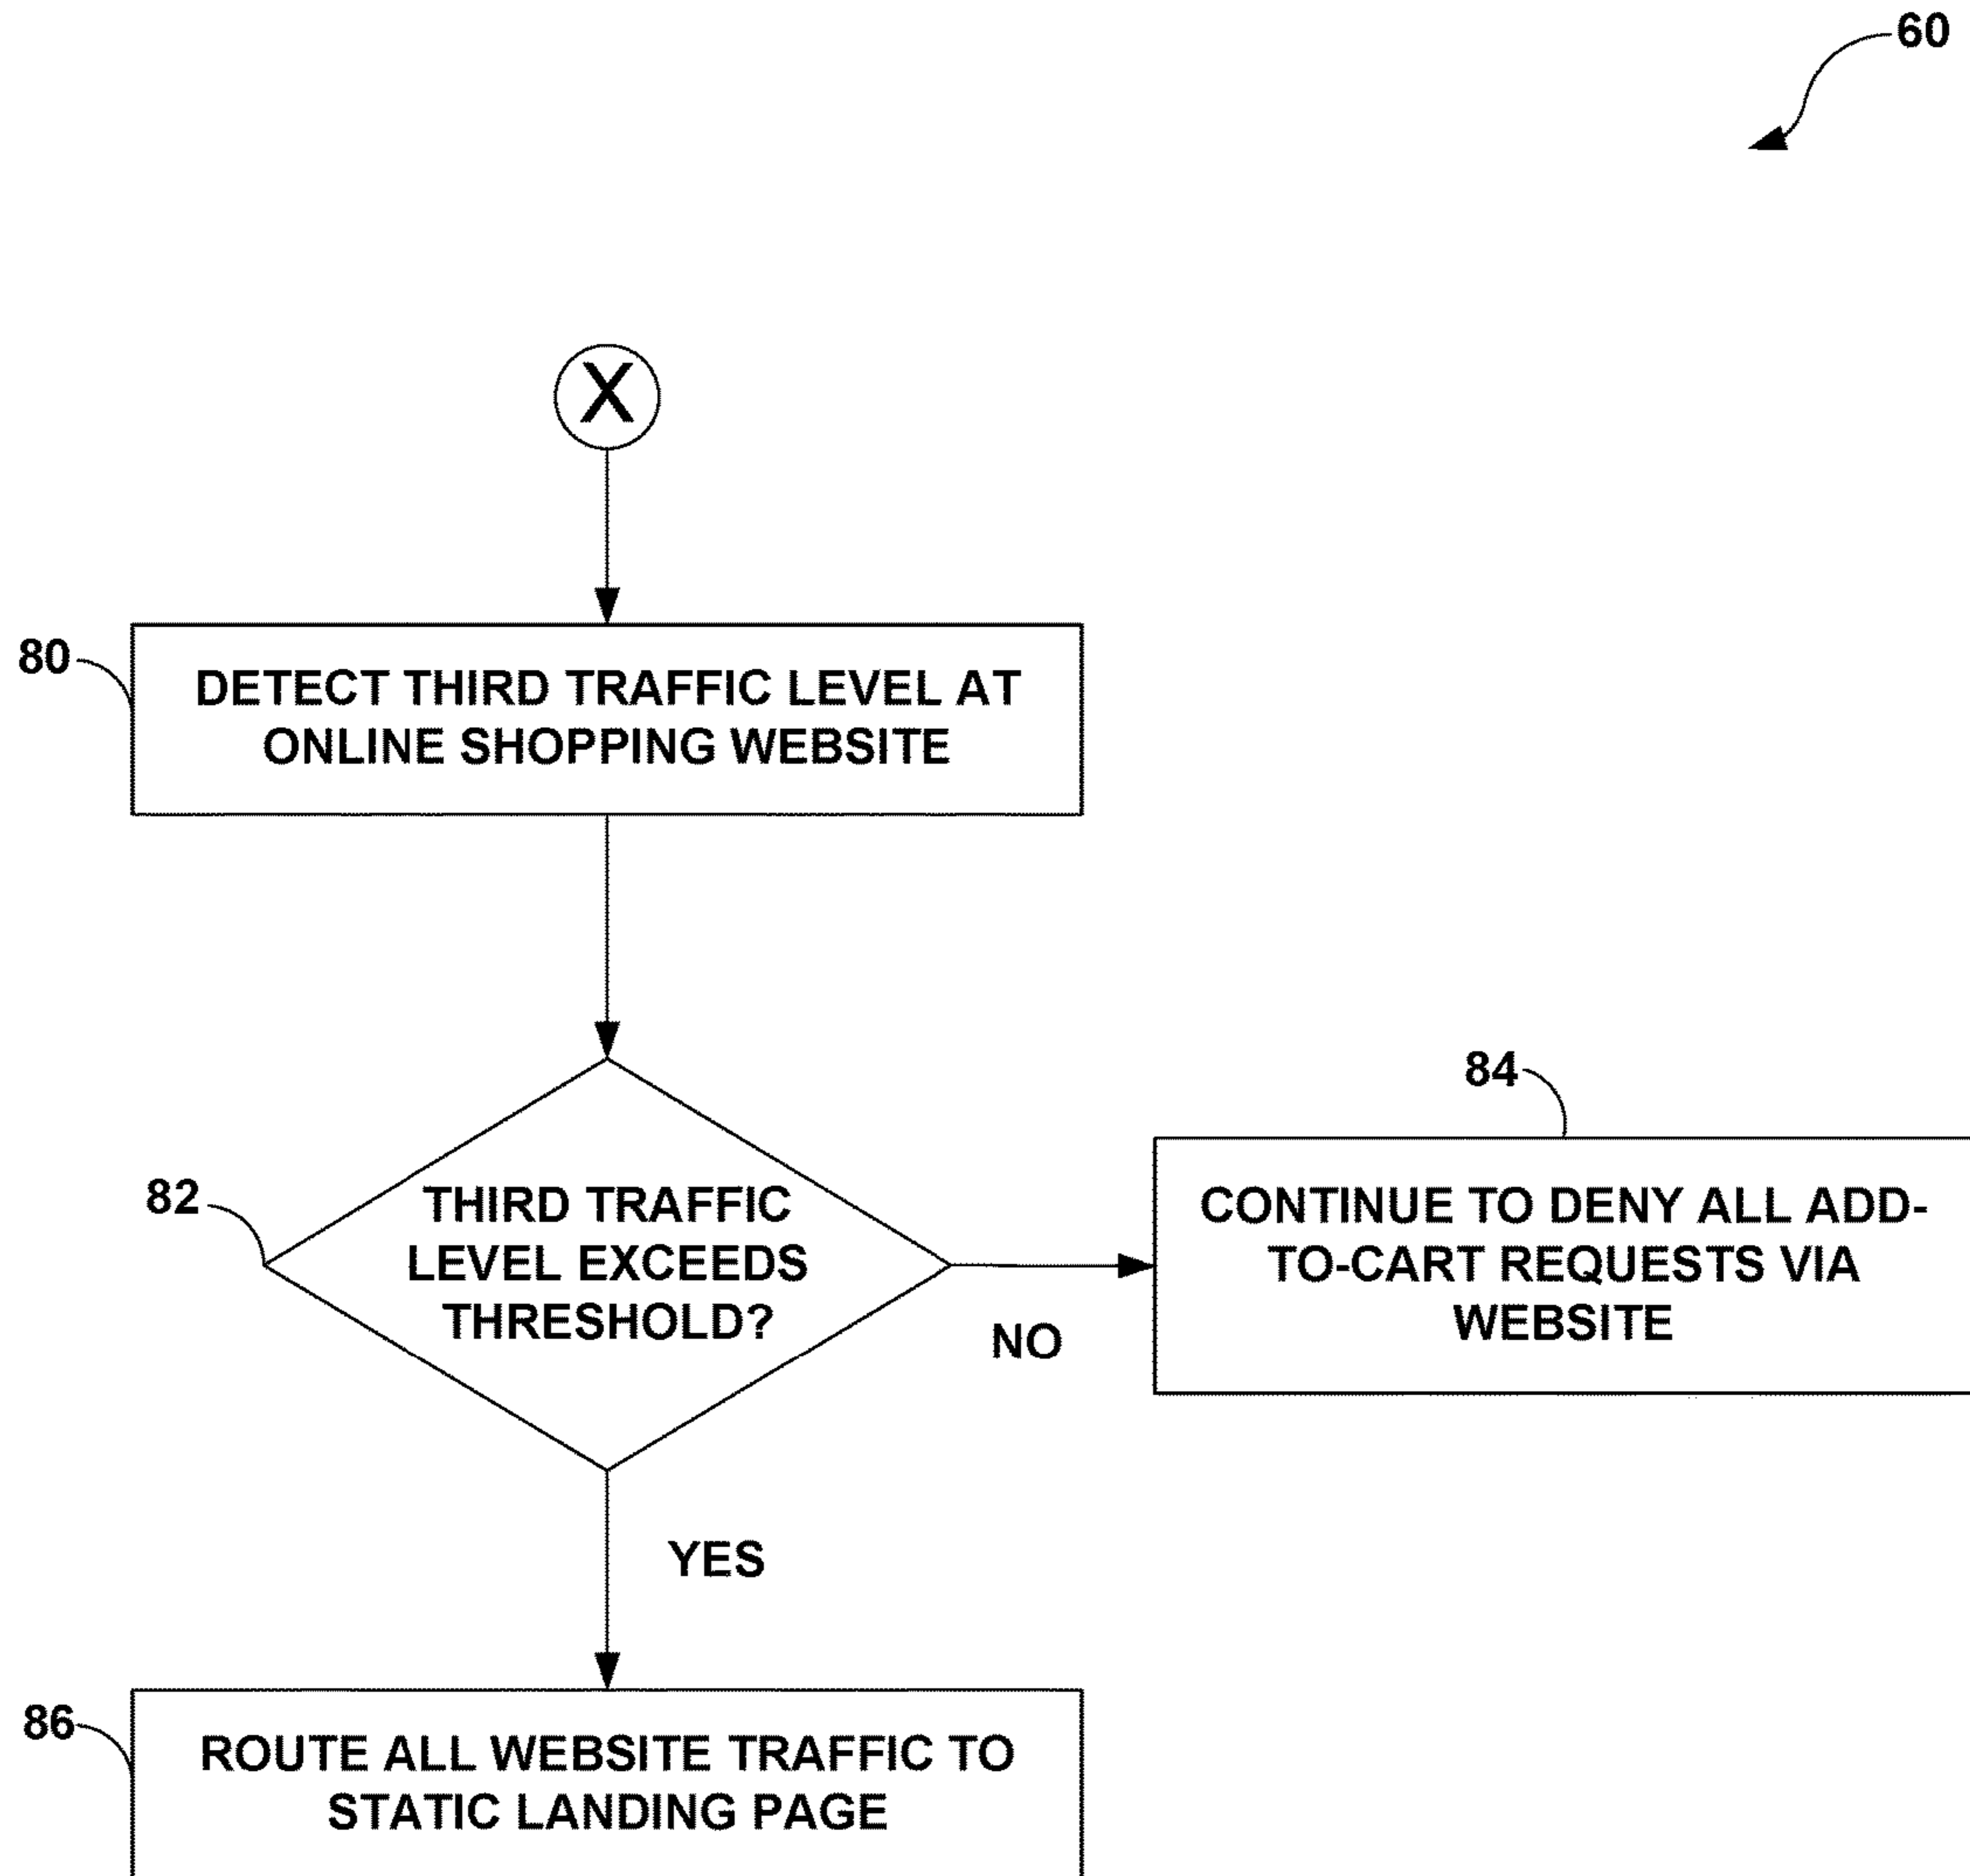 60
X
80
DETECT THIRD TRAFFIC LEVEL AT
ONLINE SHOPPING WEBSITE
82
THIRD TRAFFIC
LEVEL EXCEEDS
THRESHOLD?
NO
84
CONTINUE TO DENY ALL ADD-
TO-CART REQUESTS VIA
WEBSITE
YES
86
ROUTE ALL WEBSITE TRAFFIC TO
STATIC LANDING PAGE